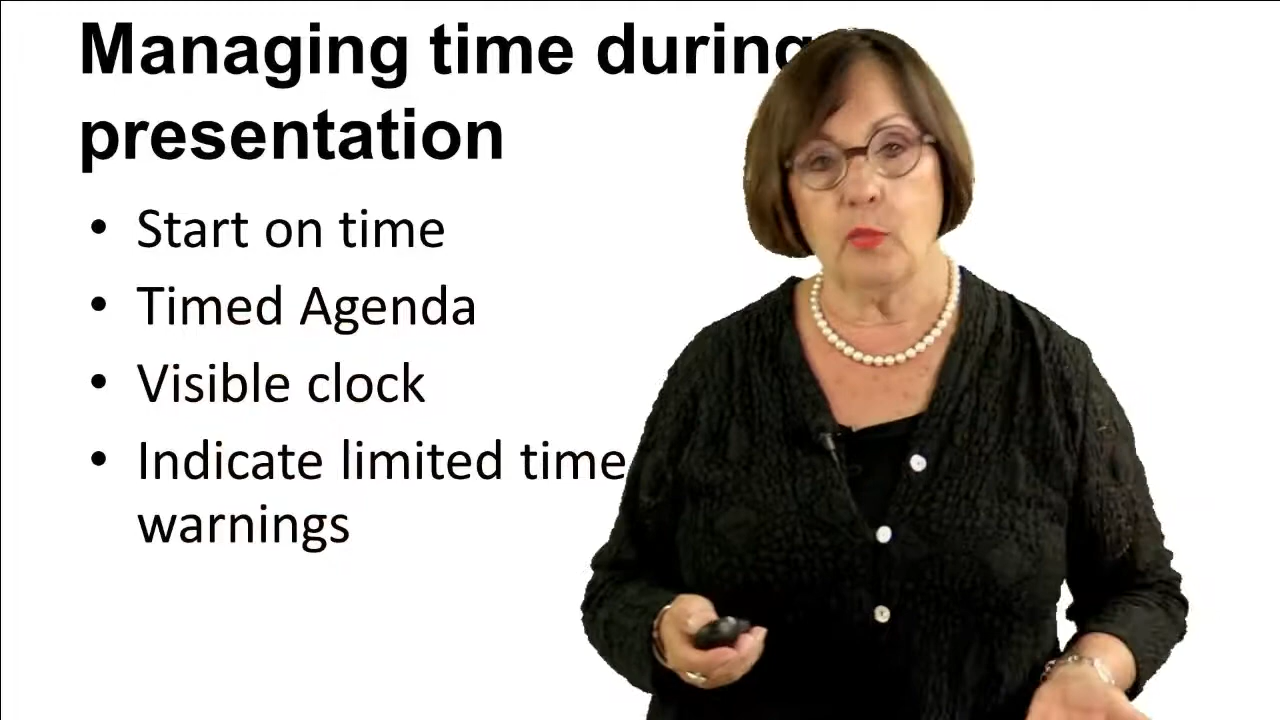 Managing time during
presentation
• Start on time
• Timed Agenda
• Visible clock
• Indicate limited time
warnings